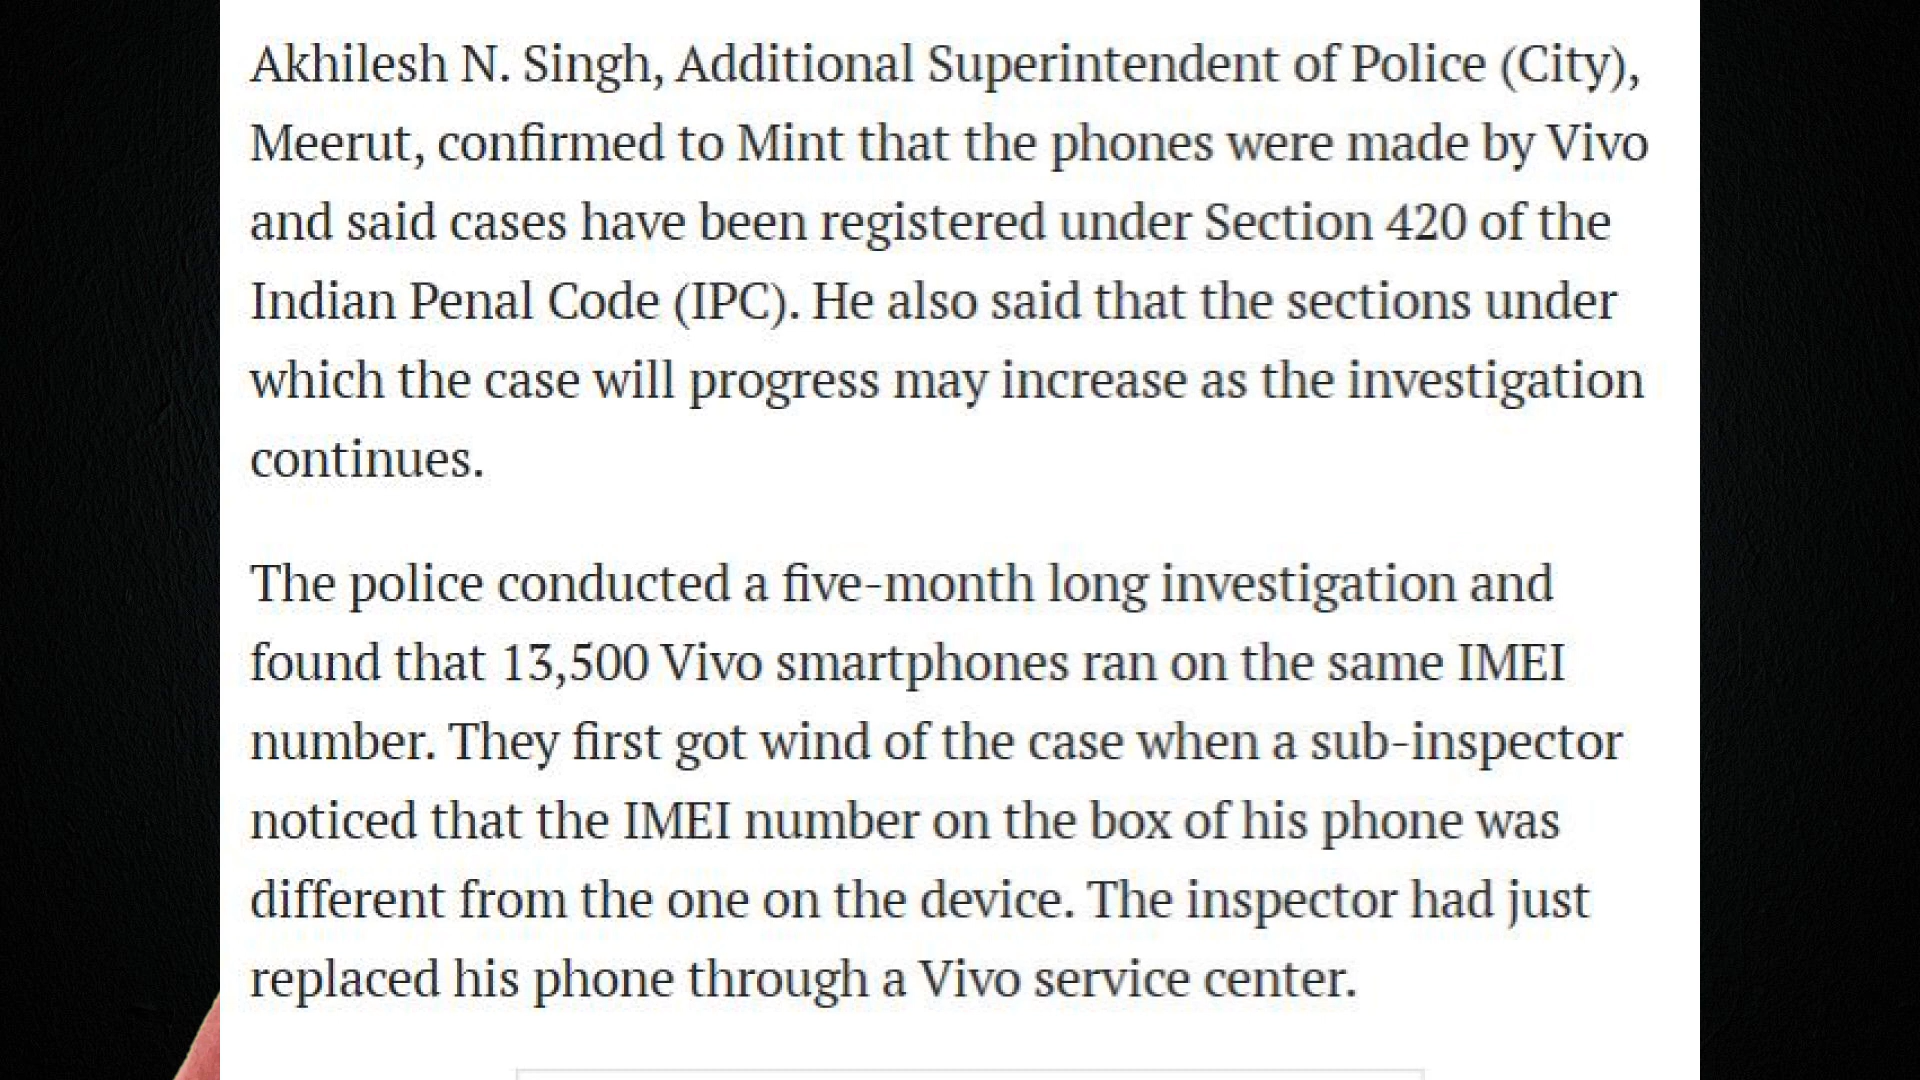 Akhilesh N. Singh, Additional Superintendent of Police (City),
Meerut, confirmed to Mint that the phones were made by Vivo
and said cases have been registered under Section 420 of the
Indian Penal Code (IPC). He also said that the sections under
which the case will progress may increase as the investigation
continues.
The police conducted a five-month long investigation and
found that 13,500 Vivo smartphones ran on the same IMEI
number. They first got wind of the case when a sub-inspector
noticed that the IMEI number on the box of his phone was
different from the one on the device. The inspector had just
replaced his phone through a Vivo service center.